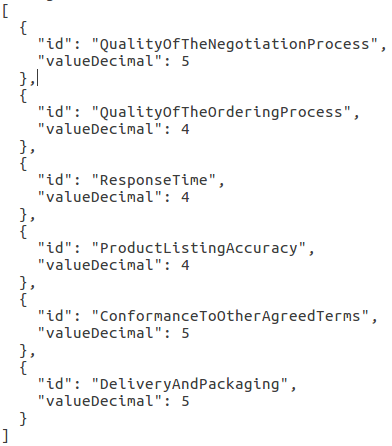 [
  {
    "id": "QualityOfTheNegotiationProcess",
    "valueDecimal": 5
  },
  {
    "id": "QualityOfTheOrderingProcess",
    "valueDecimal": 4
  },
  {
    "id": "ResponseTime",
    "valueDecimal": 4
  },
  {
    "id": "ProductListingAccuracy",
    "valueDecimal": 4
  },
  {
    "id": "ConformanceToOtherAgreedTerms",
    "valueDecimal": 5
  },
  {
    "id": "DeliveryAndPackaging",
    "valueDecimal": 5
  }
]